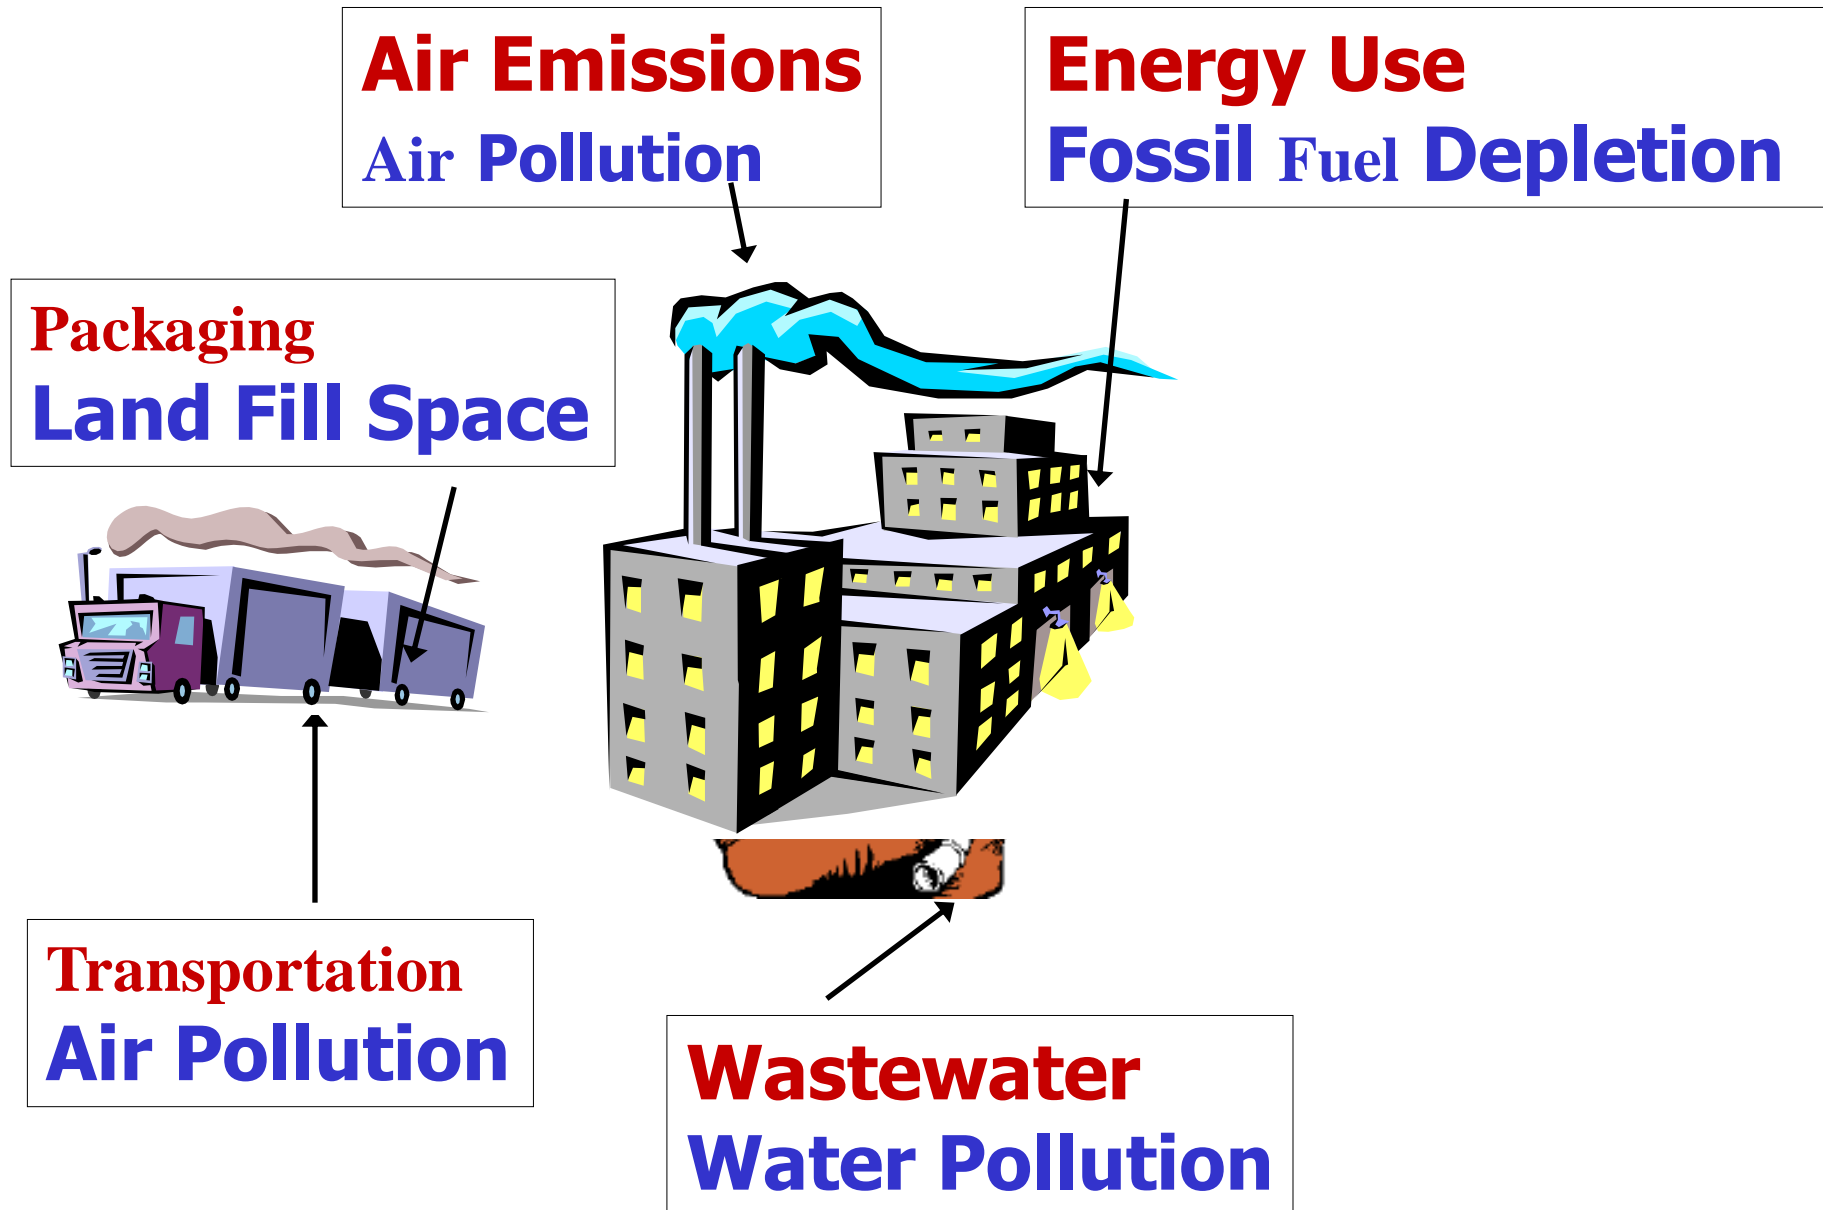 Air Emissions
Air Pollution
Energy Use
Fossil Fuel Depletion
Packaging
Land Fill Space
Transportation
Air Pollution
Wastewater
Water Pollution